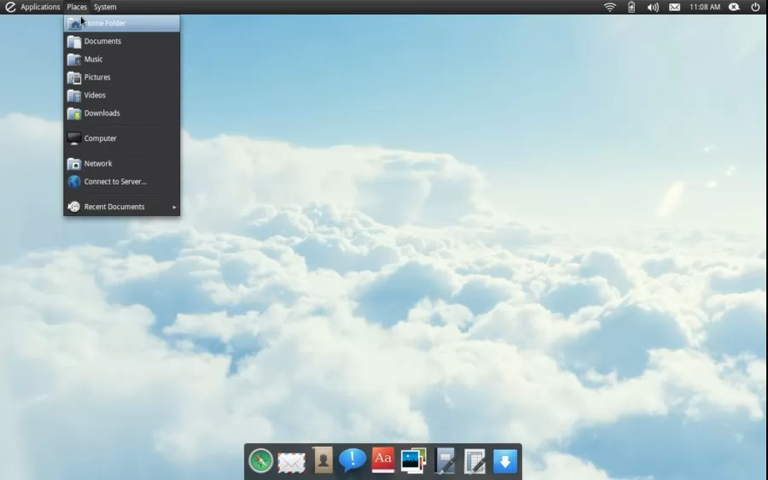 Applications Places System 11:08 AM
Home Folder
Documents
Music
Pictures
Videos
Downloads
Computer
Network
Connect to Server...
Recent Documents
Aa